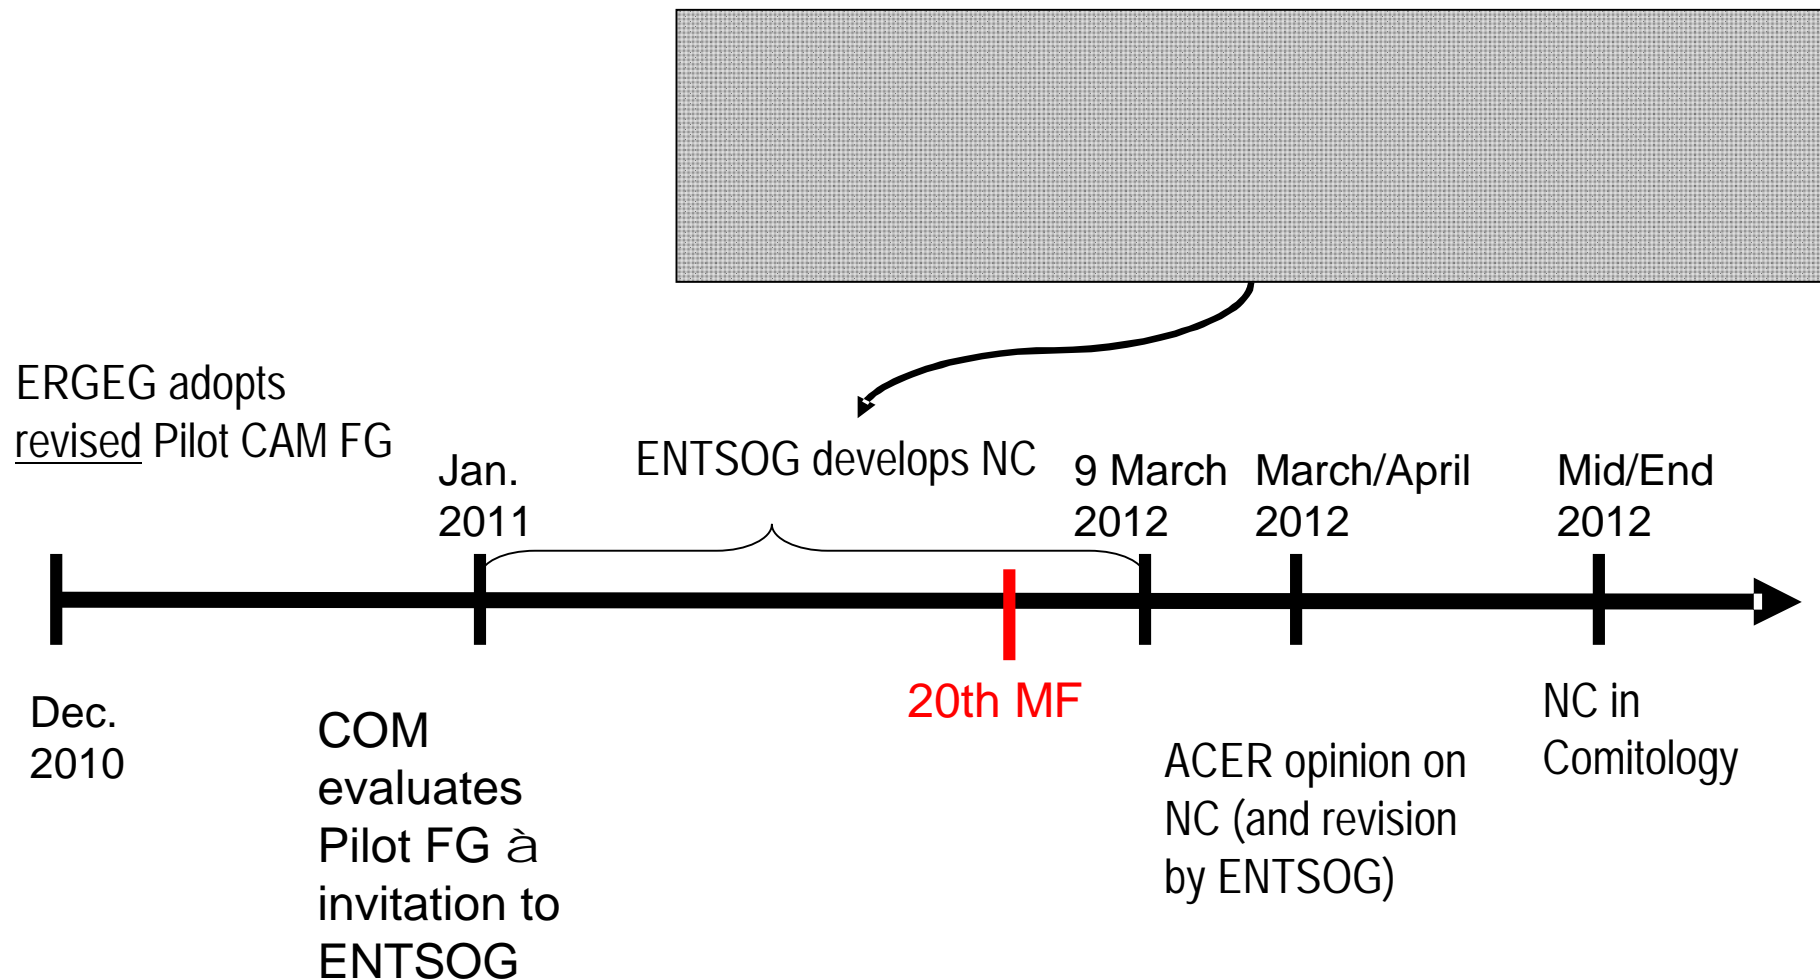 ERGEG adopts
revised Pilot CAM FG
Jan.
2011
ENTSOG develops NC
9 March
2012
March/April
2012
Mid/End
2012
Dec.
2010
COM
evaluates
Pilot FG à
invitation to
ENTSOG
20th MF
ACER opinion on
NC (and revision
by ENTSOG)
NC in
Comitology